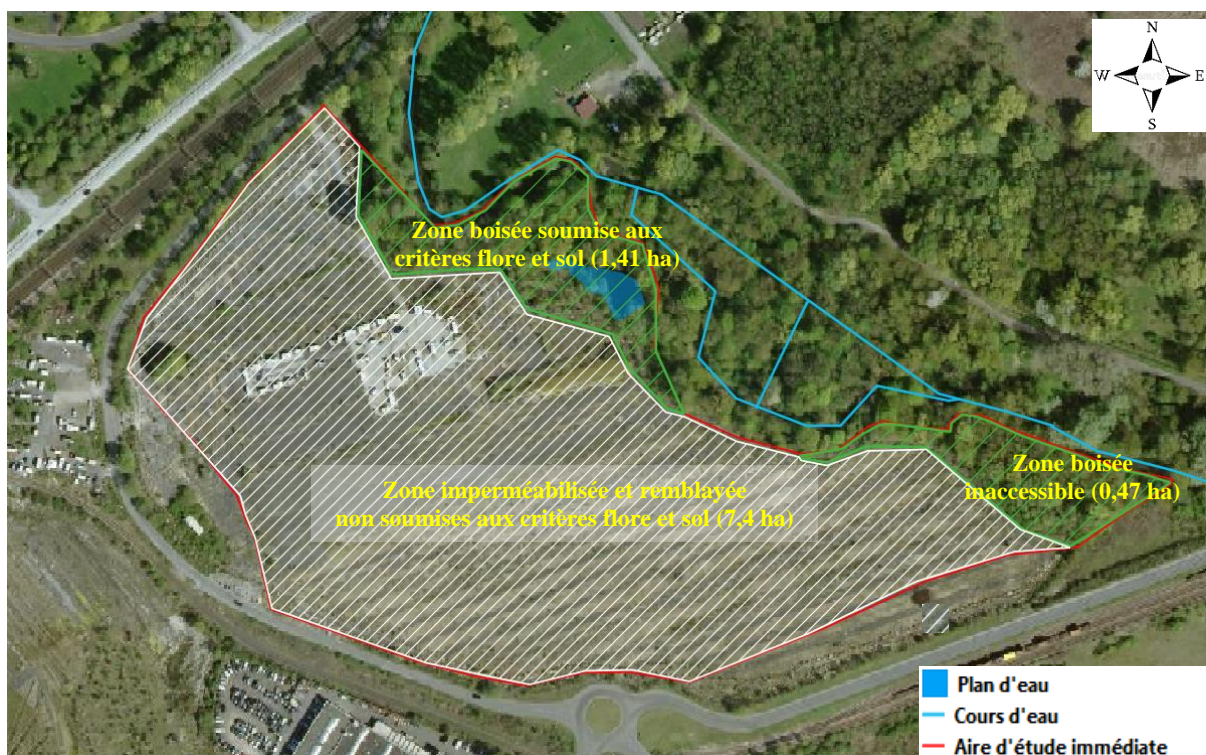 N
W
E
S
Zone boisée soumise aux
critères flore et sol (1,41 ha)
Zone boisée
inaccessible (0,47 ha)
Zone imperméabilisée et remblayée
non soumises aux critères flore et sol (7,4 ha)
Plan d'eau
Cours d'eau
Aire d'étude immédiate